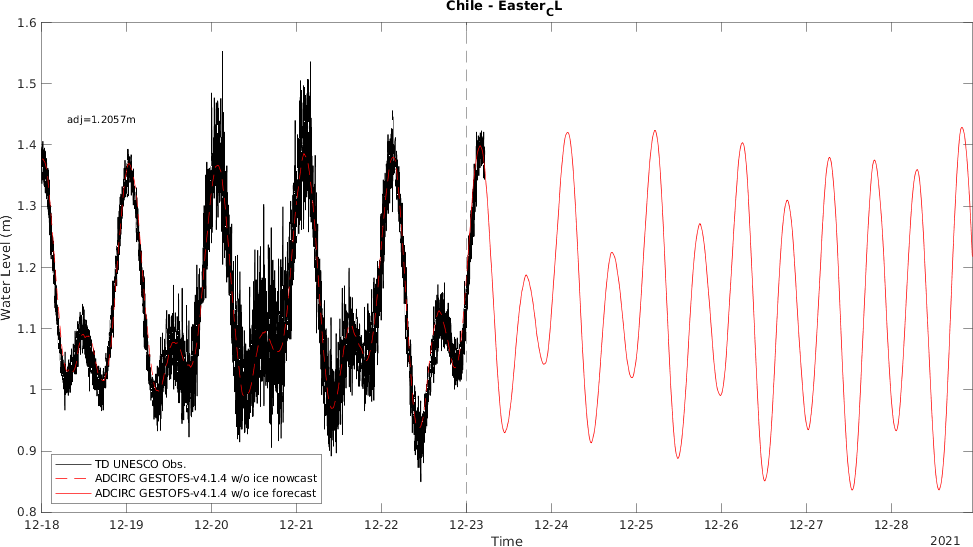 Chile - Easter_CL
1.6
1.5
1.4
1.3
1.2
1.1
1
0.9
0.8
Water Level (m)
adj=1.2057m
TD UNESCO Obs.
ADCIRC GESTOFS-v4.1.4 w/o ice nowcast
ADCIRC GESTOFS-v4.1.4 w/o ice forecast
12-18 12-19 12-20 12-21 12-22 12-23 12-24 12-25 12-26 12-27 12-28
Time
2021